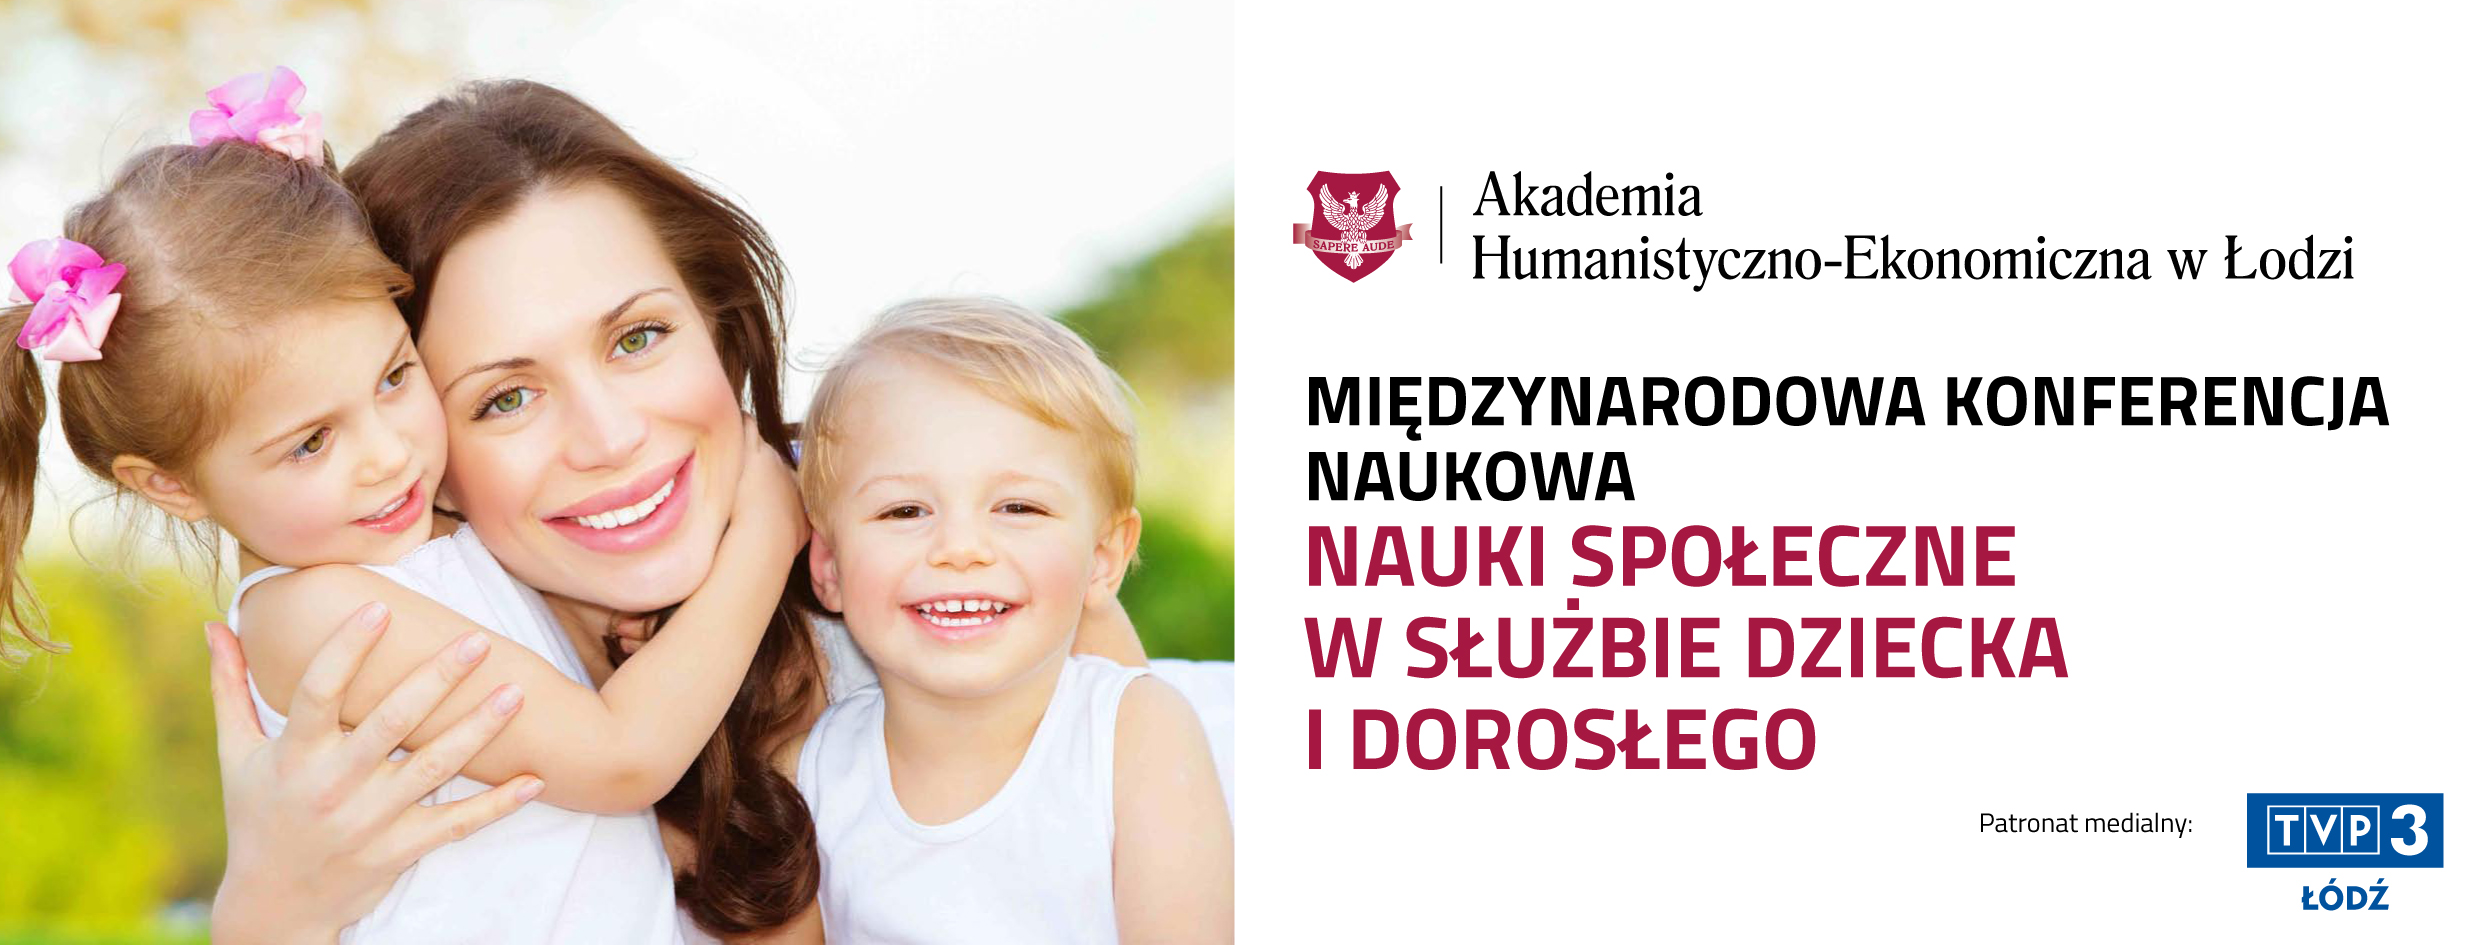 SAPERE AUDE
Akademia
Humanistyczno-Ekonomiczna w Łodzi
MIĘDZYNARODOWA KONFERENCJA
NAUKOWA
NAUKI SPOŁECZNE
W SŁUŻBIE DZIECKA
I DOROSŁEGO
Patronat medialny:
TVP3
ŁÓDŹ